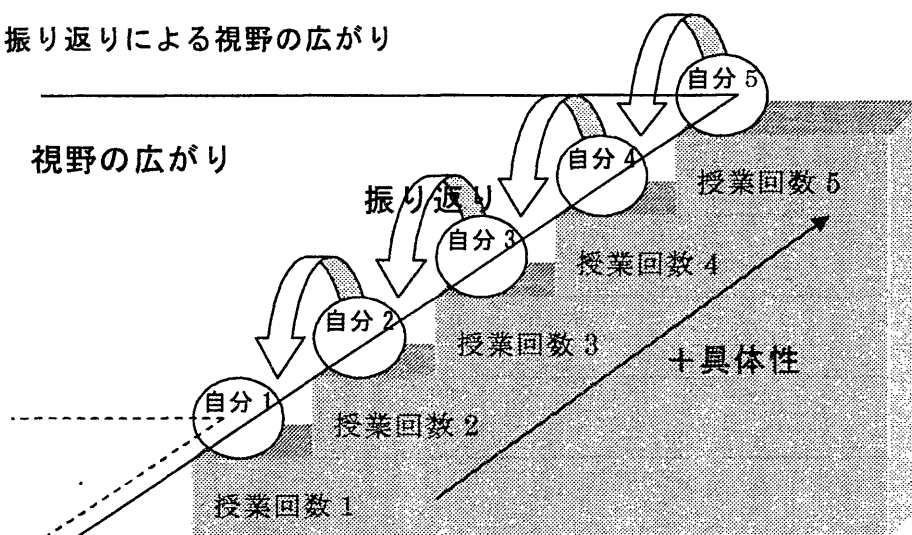 振り返りによる視野の広がり
自分 5
視野の広がり
自分 4
授業回数 5
振り返り
自分 3
授業回数 4
自分 2
授業回数 3
＋具体性
自分 1
授業回数 2
授業回数 1